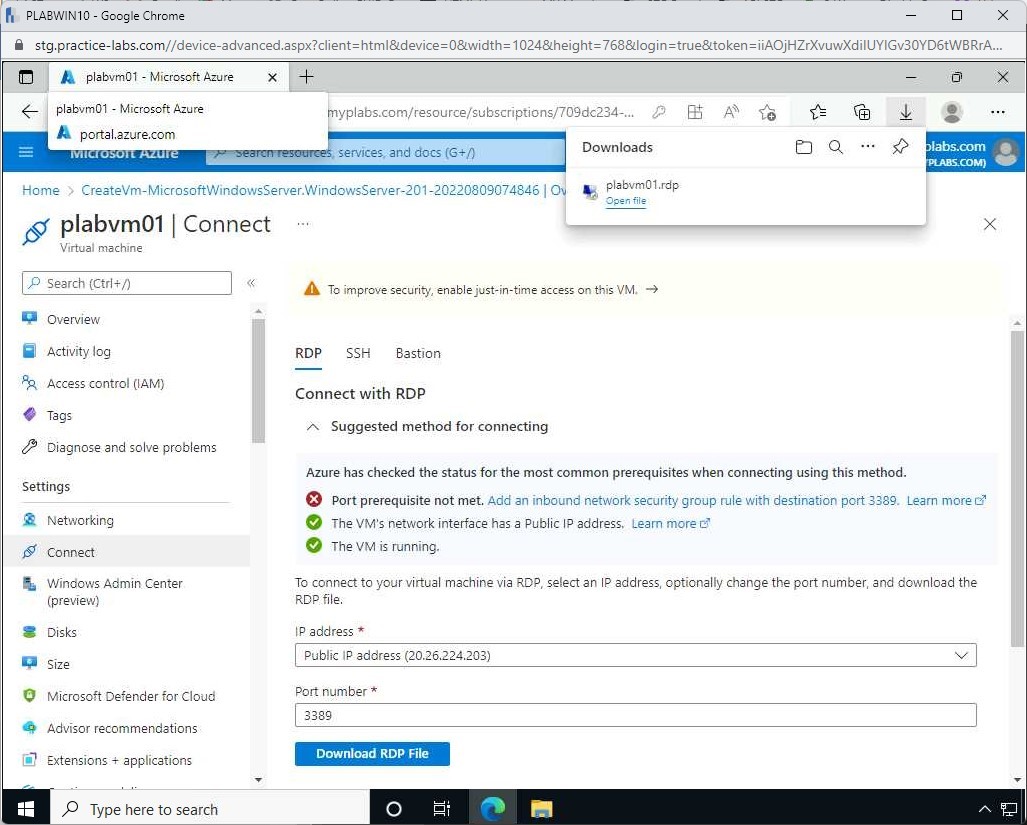 PLABWIN10 - Google Chrome
stg.practice-labs.com//device-advanced.aspx?client=html&device=0&width=1024&height=768&login=true&token=iiAOjHZrXvuwXdiIUYIGv30YD6tWBRrA...
plabvm01 - Microsoft Azure
plabvm01 - Microsoft Azure
portal.azure.com
myplabs.com/resource/subscriptions/709dc234-...
Microsoft Azure
Search resources, services, and docs (G+/)
plabs.com
YPLABS.COM)
Downloads
plabvm01.rdp
Open file
Home > CreateVm-MicrosoftWindowsServer.WindowsServer-201-20220809074846 | Ov
plabvm01 | Connect ...
Virtual machine
Search (Ctrl+/)
«
To improve security, enable just-in-time access on this VM. →
Overview
Activity log
Access control (IAM)
Tags
Diagnose and solve problems
Settings
Networking
Connect
Windows Admin Center
(preview)
Disks
Size
Microsoft Defender for Cloud
Advisor recommendations
Extensions + applications
RDP SSH Bastion
Connect with RDP
Suggested method for connecting
Azure has checked the status for the most common prerequisites when connecting using this method.
Port prerequisite not met. Add an inbound network security group rule with destination port 3389. Learn more
The VM's network interface has a Public IP address. Learn more
The VM is running.
To connect to your virtual machine via RDP, select an IP address, optionally change the port number, and download the
RDP file.
IP address *
Public IP address (20.26.224.203)
Port number *
3389
Download RDP File
Type here to search